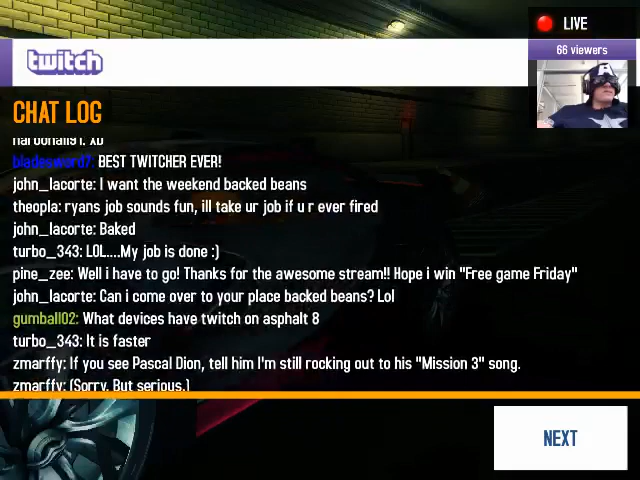 LIVE
66 viewers
twitch
CHAT LOG
bladesword7: BEST TWITCHER EVER!
john_lacorte: I want the weekend backed beans
theopla: ryans job sounds fun, ill take ur job if u r ever fired
john_lacorte: Baked
turbo_343: LOL....My job is done :)
pine_zee: Well i have to go! Thanks for the awesome stream!! Hope i win "Free game Friday"
john_lacorte: Can i come over to your place backed beans? Lol
gumball02: What devices have twitch on asphalt 8
turbo_343: It is faster
zmarffy: If you see Pascal Dion, tell him I'm still rocking out to his "Mission 3" song.
zmarffy: (Sorry. But serious.)
NEXT